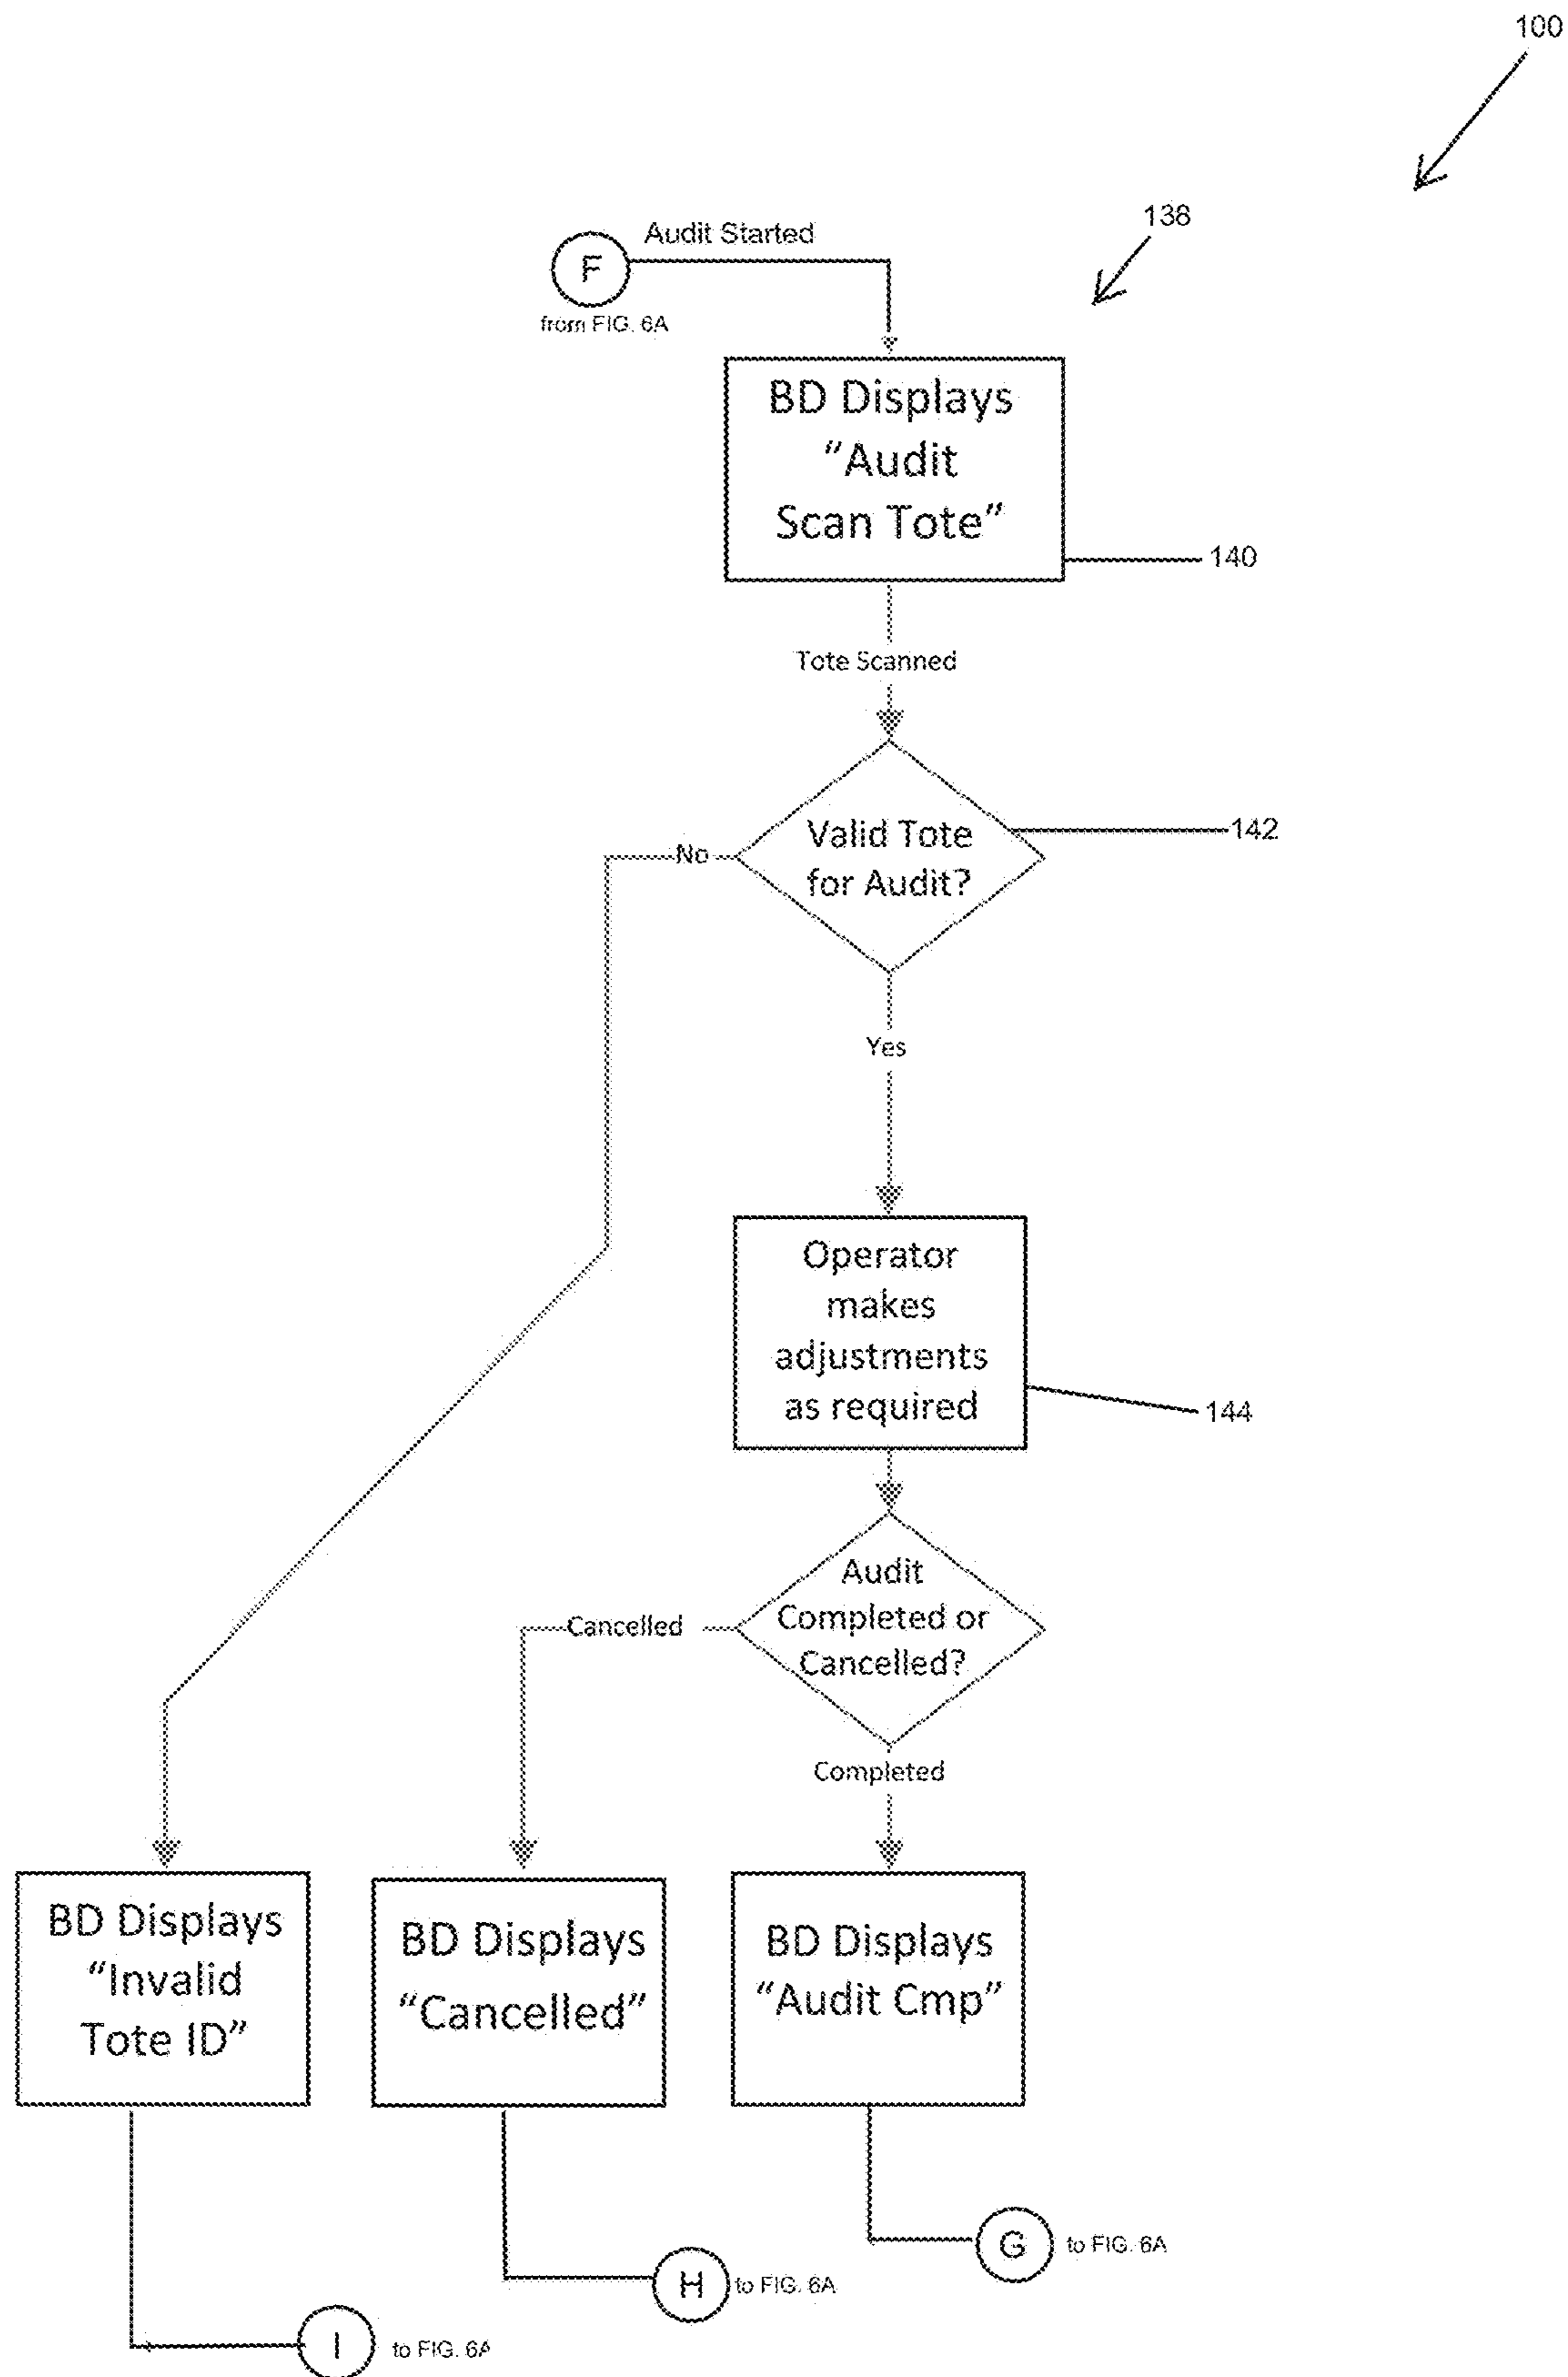 100
138
Audit Started
F
from FIG. 6A
BD Displays
“Audit
Scan Tote”
140
Tote Scanned
Valid Tote
for Audit?
142
No
Yes
Operator
makes
adjustments
as required
144
Audit
Completed or
Cancelled?
Cancelled
Completed
BD Displays
“Invalid
Tote ID”
BD Displays
“Cancelled”
BD Displays
“Audit Cmp”
G
to FIG. 6A
H
to FIG. 6A
I
to FIG. 6A